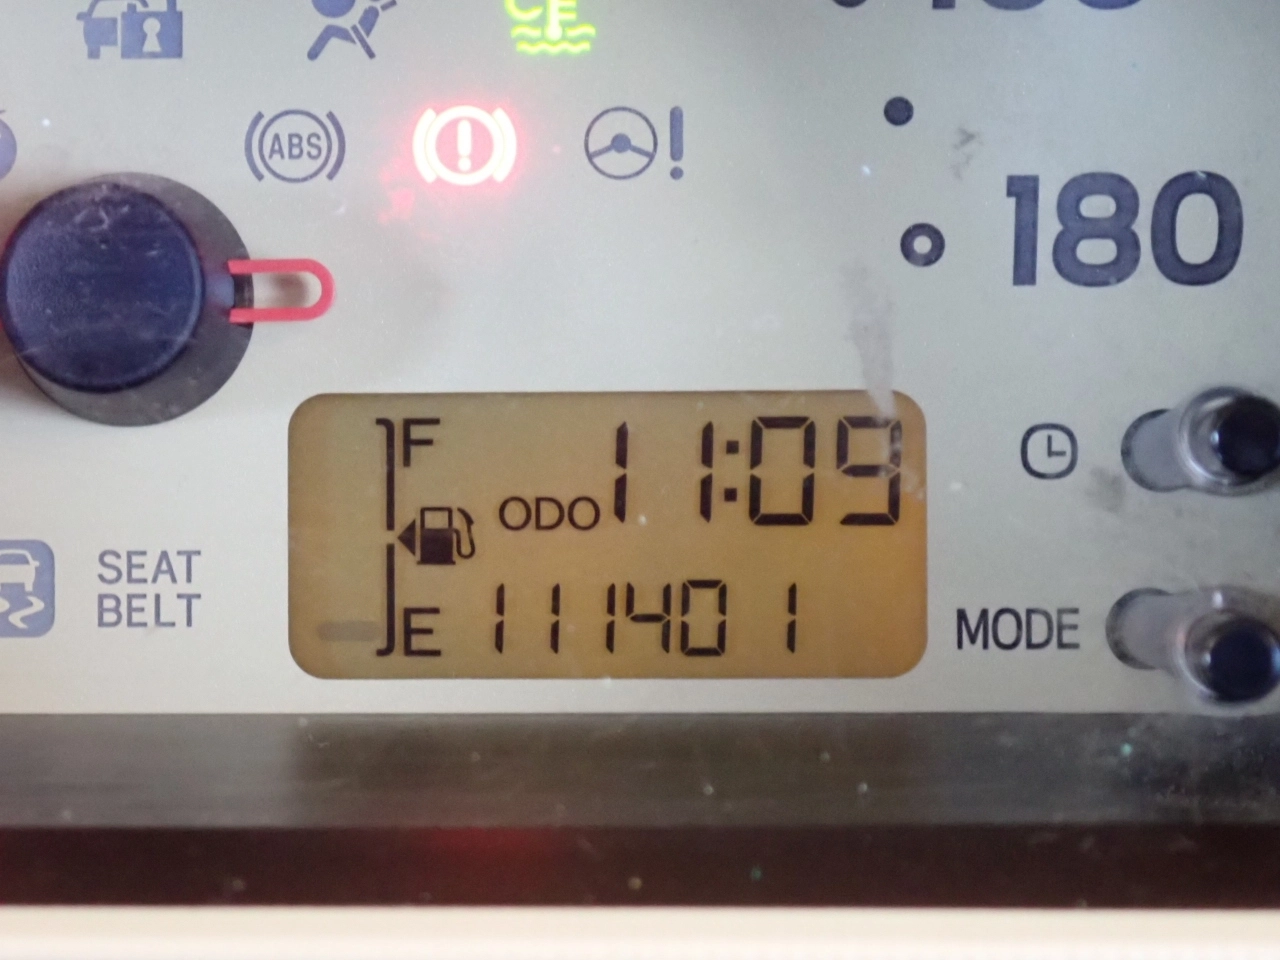 ABS
180
F
11:09
ODO
E
111401
SEAT
BELT
MODE